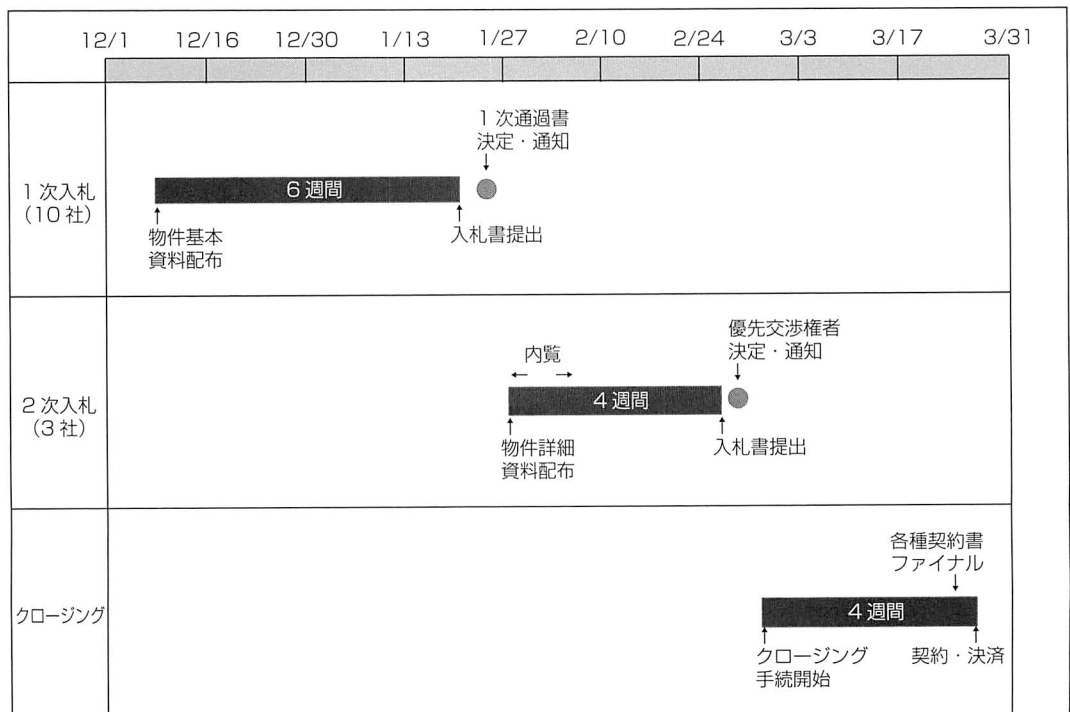 12/1 12/16 12/30 1/13 1/27 2/10 2/24 3/3 3/17 3/31
1次入札
（10社）
1次通過書
決定・通知
6週間
物件基本
資料配布
入札書提出
2次入札
（3社）
内覧
優先交渉権者
決定・通知
4週間
物件詳細
資料配布
入札書提出
クロージング
各種契約書
ファイナル
4週間
クロージング
手続開始
契約・決済